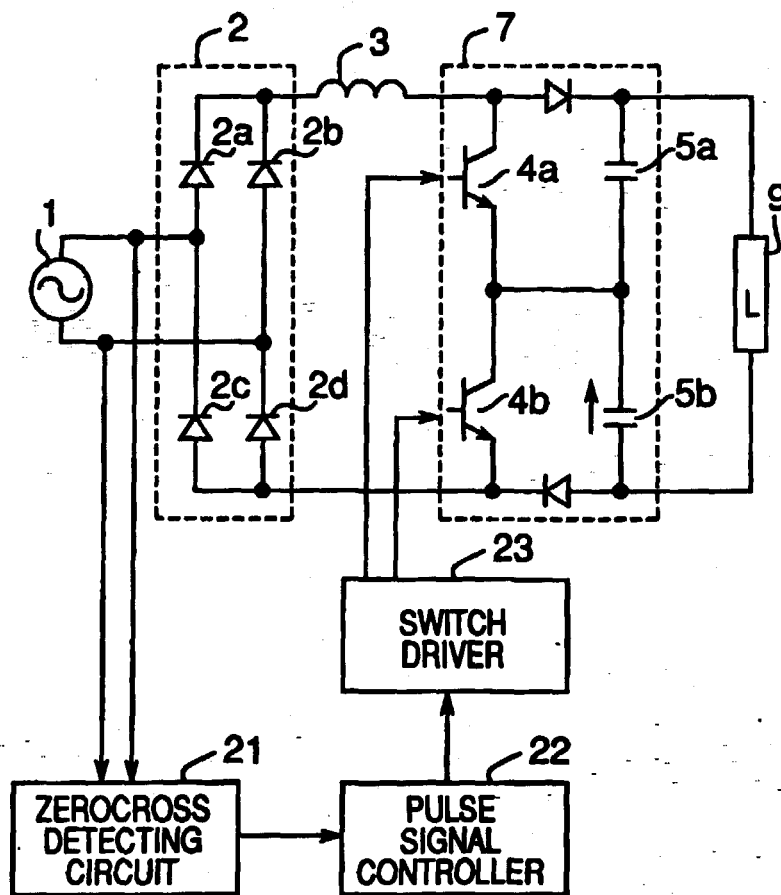 2
3
7
2a
2b
4a
5a
9
1
L
2c
2d
4b
5b
23
SWITCH
DRIVER
21
22
ZEROCROSS
DETECTING
CIRCUIT
PULSE
SIGNAL
CONTROLLER